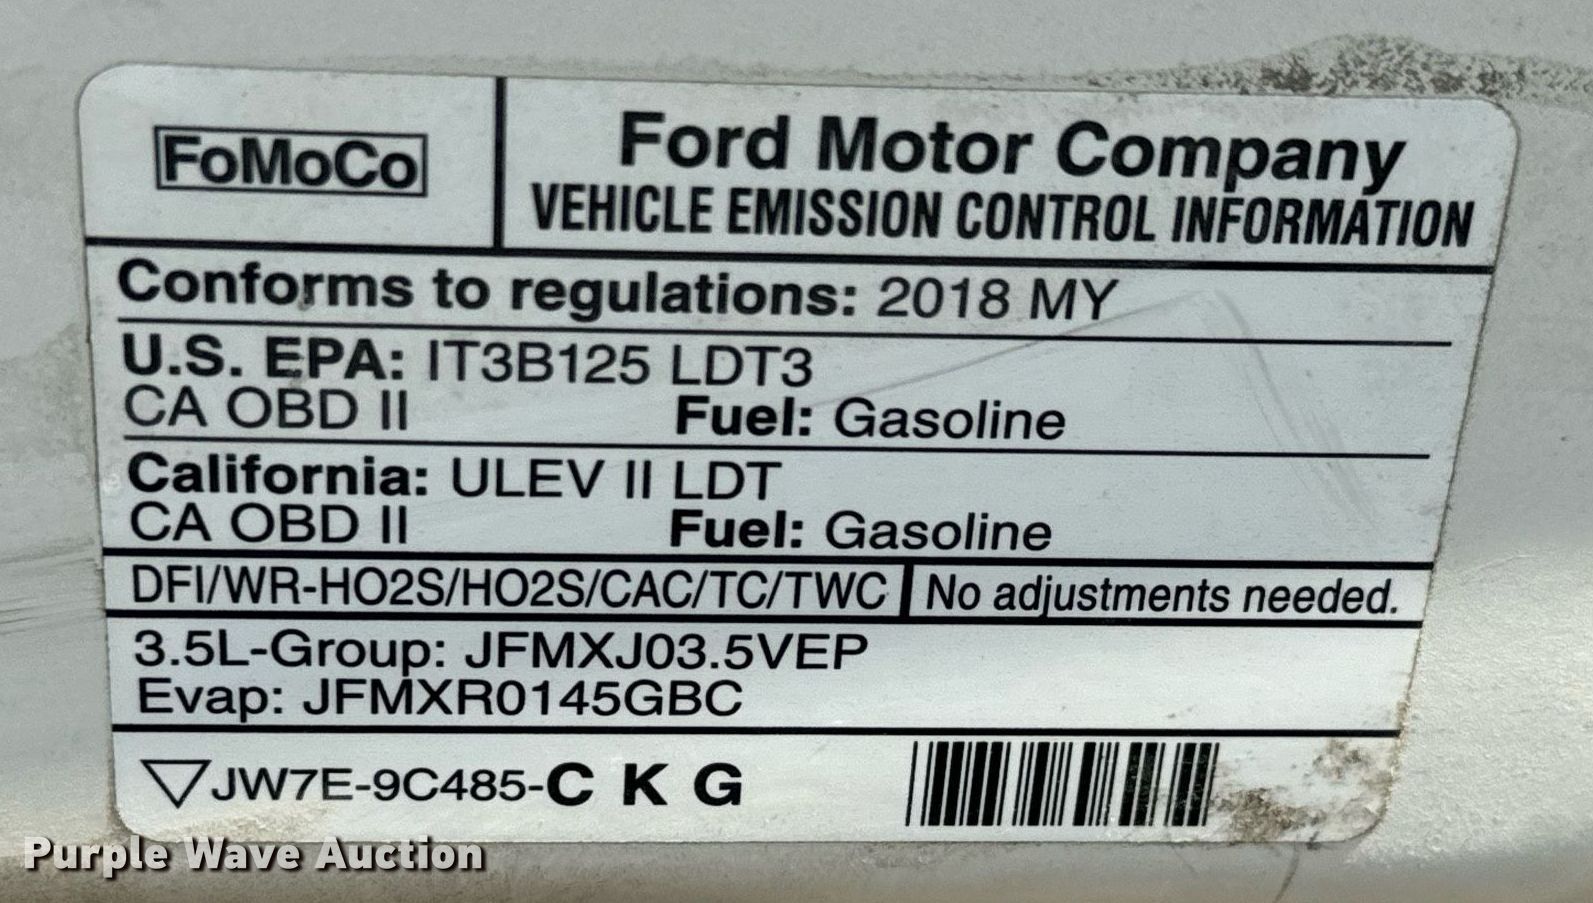 FoMoCo
Ford Motor Company
VEHICLE EMISSION CONTROL INFORMATION
Conforms to regulations: 2018 MY
U.S. EPA: IT3B125 LDT3
CA OBD II Fuel: Gasoline
California: ULEV II LDT
CA OBD II Fuel: Gasoline
DFI/WR-HO2S/HO2S/CAC/TC/TWC No adjustments needed.
3.5L-Group: JFMXJ03.5VEP
Evap: JFMXR0145GBC
JW7E-9C485-C K G
Purple Wave Auction